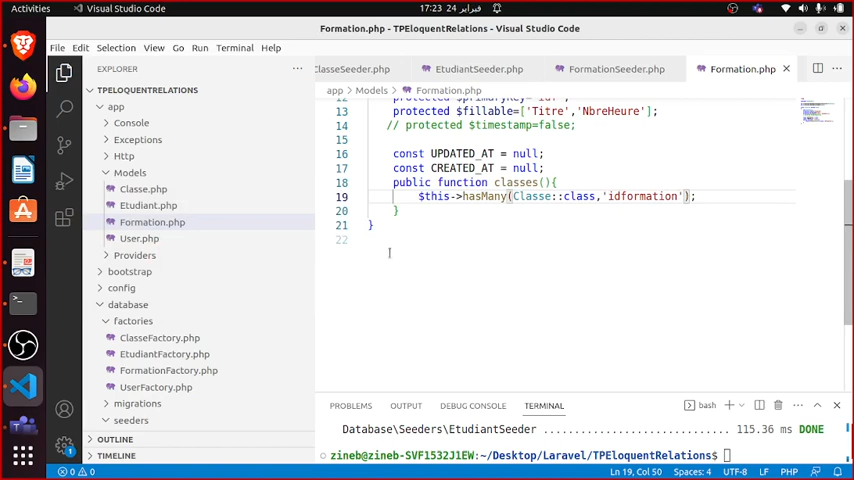 Activities
Visual Studio Code
17:23 24 فبراير
Formation.php - TPEloquentRelations - Visual Studio Code
File Edit Selection View Go Run Terminal Help
EXPLORER
TPELOQUENTRELATIONS
app
Console
Exceptions
Http
Models
Classe.php
Etudiant.php
Formation.php
User.php
Providers
bootstrap
config
database
factories
ClasseFactory.php
EtudiantFactory.php
FormationFactory.php
UserFactory.php
migrations
seeders
OUTLINE
TIMELINE
ClasseSeeder.php EtudiantSeeder.php FormationSeeder.php Formation.php
app > Models > Formation.php
12 protected $primaryKey=
13 protected $fillable=['Titre','NbreHeure'];
14 // protected $timestamp=false;
15
16 const UPDATED_AT = null;
17 const CREATED_AT = null;
18 public function classes(){
19 $this->hasMany(Classe::class,'idformation');
20 }
21 }
22
PROBLEMS OUTPUT DEBUG CONSOLE TERMINAL bash
Database\Seeders\EtudiantSeeder ............................. 115.36 ms DONE
zineb@zineb-SVF1532J1EW:~/Desktop/Laravel/TPEloquentRelations$
0 0 Ln 19, Col 50 Spaces: 4 UTF-8 LF PHP